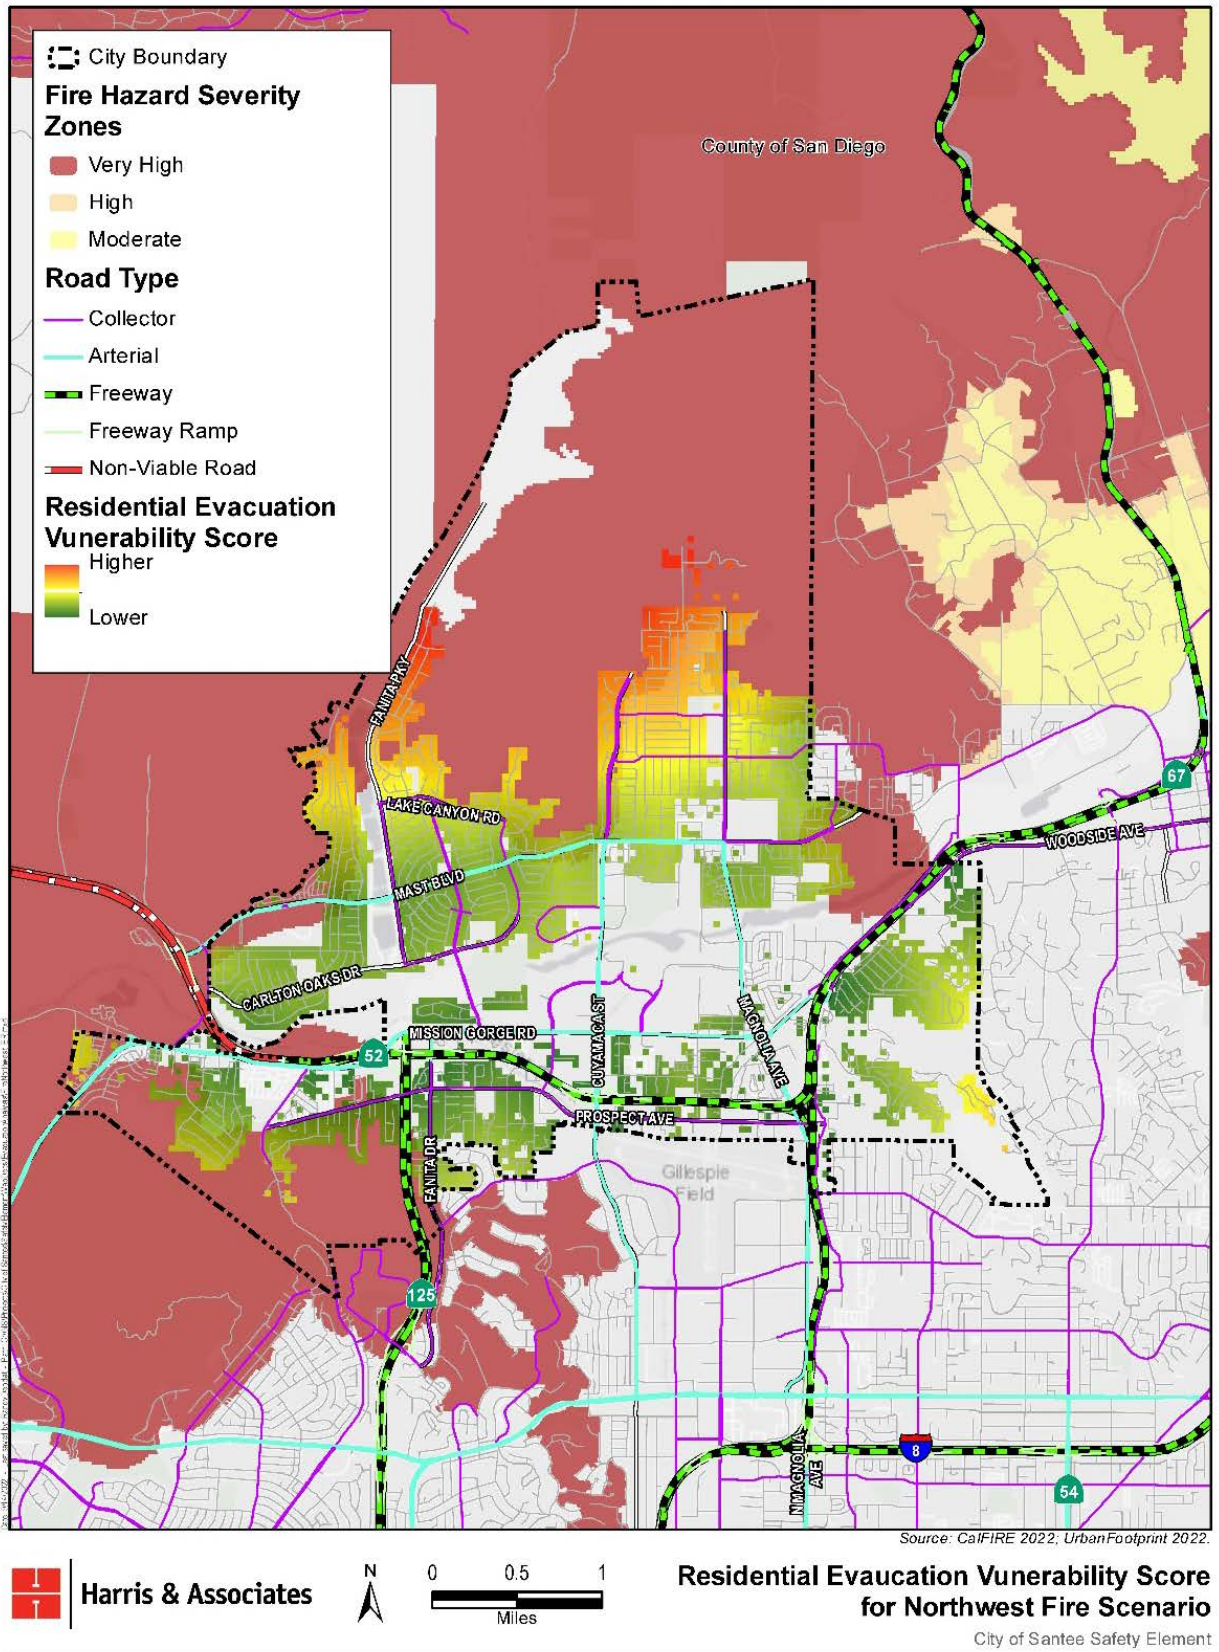 City Boundary
Fire Hazard Severity
Zones
Very High
High
Moderate
Road Type
Collector
Arterial
Freeway
Freeway Ramp
Non-Viable Road
Residential Evacuation
Vunerability Score
Higher
Lower
County of San Diego
FANITA PKY
LAKE CANYON RD
MAST BLVD
CARLTON OAKS DR
MISSION GORGE RD
CUYAMACA ST
MAGNOLIA AVE
PROSPECT AVE
FANITA DR
WOODSIDE AVE
67
52
125
Gillespie
Field
N MAGNOLIA
AVE
8
54
Source: CalFIRE 2022; UrbanFootprint 2022.
Harris & Associates
N
0 0.5 1
Miles
Residential Evaucation Vunerability Score
for Northwest Fire Scenario
City of Santee Safety Element